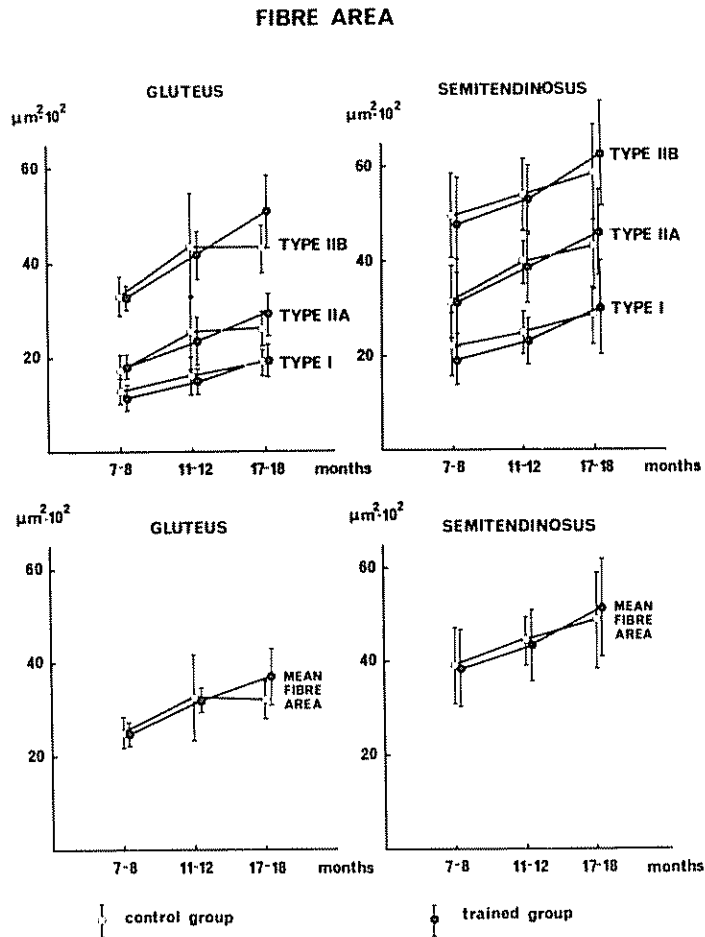 FIBRE AREA
GLUTEUS
µm²·10²
60
40
20
TYPE IIB
TYPE IIA
TYPE I
7-8 11-12 17-18 months
SEMITENDINOSUS
µm²·10²
60
40
20
TYPE IIB
TYPE IIA
TYPE I
7-8 11-12 17-18 months
GLUTEUS
µm²·10²
60
40
20
MEAN
FIBRE
AREA
7-8 11-12 17-18 months
SEMITENDINOSUS
µm²·10²
60
40
20
MEAN
FIBRE
AREA
7-8 11-12 17-18 months
control group
trained group